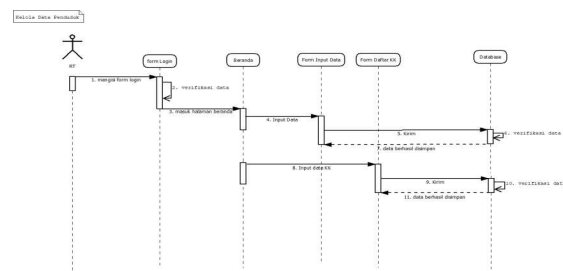 Kelola Data Penduduk
RT
form Login
Beranda
Form Input Data
Form Daftar KK
Database
1. mengisi form login
2. verifikasi data
3. masuk halaman beranda
4. Input Data
5. Kirim
6. verifikasi data
7. data berhasil disimpan
8. Input data KK
9. Kirim
10. verifikasi dat
11. data berhasil disimpan